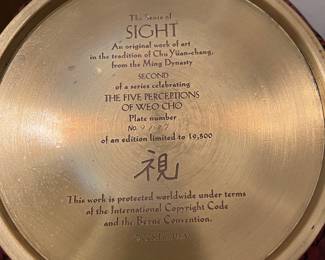 The Sense of
SIGHT
An original work of art
in the tradition of Chu Yuan-chang,
from the Ming Dynasty
SECOND
of a series celebrating
THE FIVE PERCEPTIONS
OF WEO CHO
Plate number
No.
of an edition limited to 19,500
視
This work is protected worldwide under terms
of the International Copyright Code
and the Berne Convention.